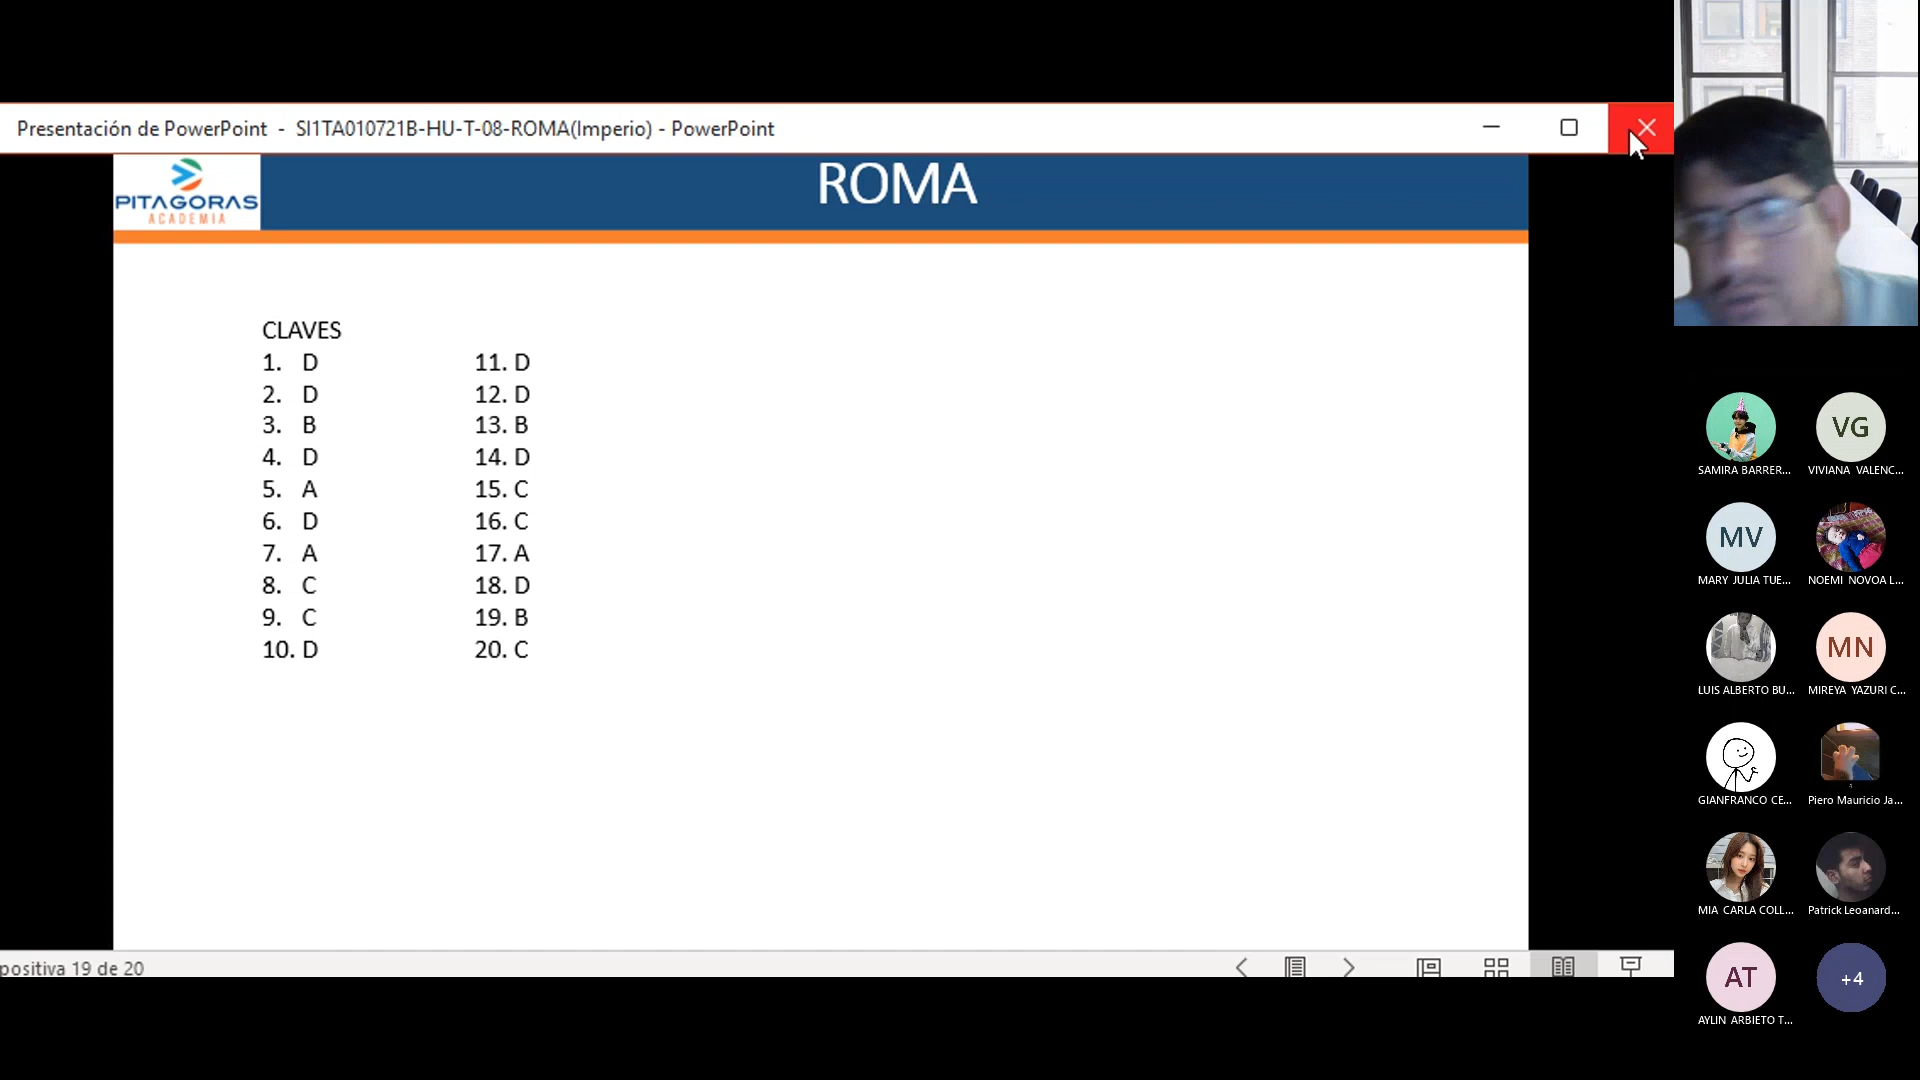 Presentación de PowerPoint - SI1TA010721B-HU-T-08-ROMA(Imperio) - PowerPoint
PITAGORAS
ACADEMIA
ROMA
CLAVES
1. D
2. D
3. B
4. D
5. A
6. D
7. A
8. C
9. C
10. D
11. D
12. D
13. B
14. D
15. C
16. C
17. A
18. D
19. B
20. C
positiva 19 de 20
SAMIRA BARRER...
VG
VIVIANA VALENC...
MV
MARY JULIA TUE...
NOEMI NOVOA L...
LUIS ALBERTO BU...
MN
MIREYA YAZURI C...
GIANFRANCO CE...
Piero Mauricio Ja...
MIA CARLA COLL...
Patrick Leoanard...
AT
AYLIN ARBIETO T...
+4